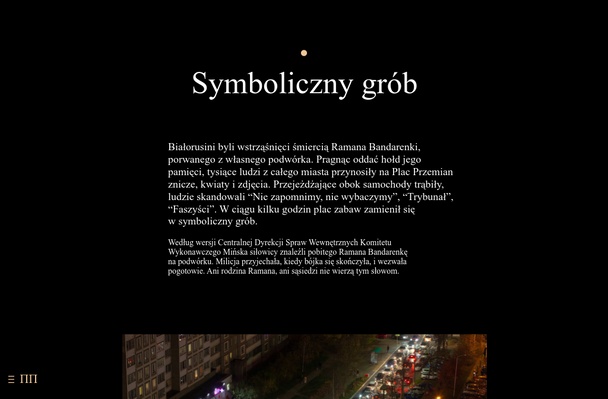 Symboliczny grób
Białorusini byli wstrząśnięci śmiercią Ramana Bandarenki,
porwanego z własnego podwórka. Pragnąc oddać hołd jego
pamięci, tysiące ludzi z całego miasta przynosiły na Plac Przemian
znicze, kwiaty i zdjęcia. Przejeżdżające obok samochody trąbiły,
ludzie skandowali “Nie zapomnimy, nie wybaczymy”, “Trybunał”,
“Faszyści”. W ciągu kilku godzin plac zabaw zamienił się
w symboliczny grób.
Według wersji Centralnej Dyrekcji Spraw Wewnętrznych Komitetu
Wykonawczego Mińska siłowicy znaleźli pobitego Ramana Bandarenkę
na podwórku. Milicja przyjechała, kiedy bójka się skończyła, i wezwała
pogotowie. Ani rodzina Ramana, ani sąsiedzi nie wierzą tym słowom.
ПП